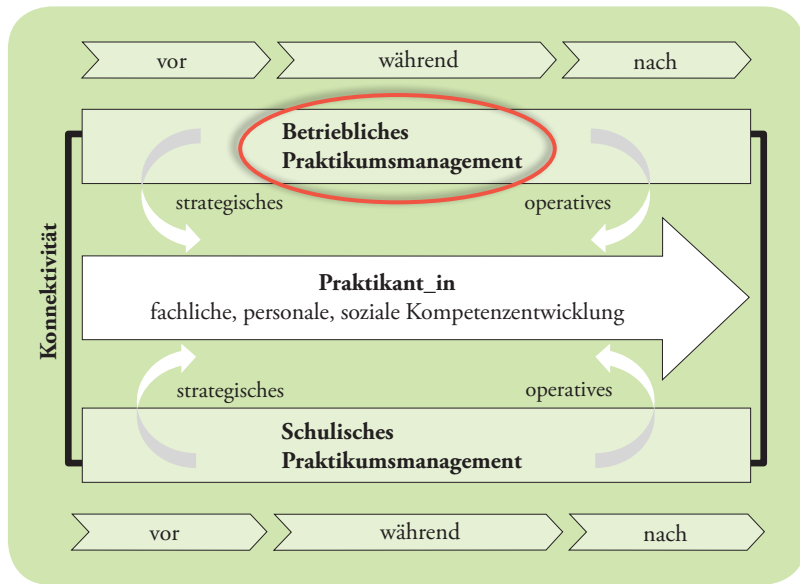 vor
während
nach
Betriebliches
Praktikumsmanagement
strategisches
operatives
Konnektivität
Praktikant_in
fachliche, personale, soziale Kompetenzentwicklung
strategisches
operatives
Schulisches
Praktikumsmanagement
vor
während
nach